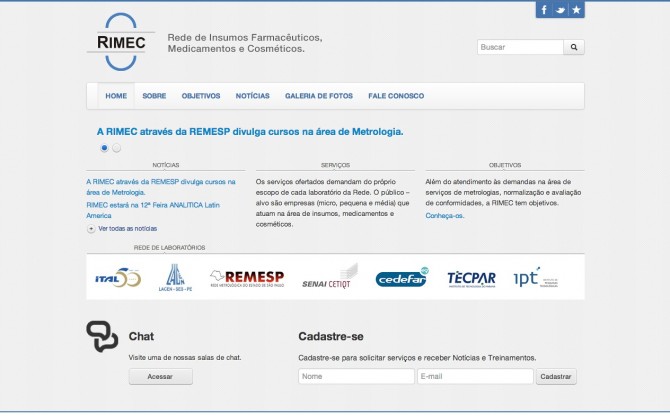 RIMEC
Rede de Insumos Farmacêuticos,
Medicamentos e Cosméticos.
Buscar
HOME SOBRE OBJETIVOS NOTÍCIAS GALERIA DE FOTOS FALE CONOSCO
A RIMEC através da REMESP divulga cursos na área de Metrologia.
NOTÍCIAS
A RIMEC através da REMESP divulga cursos na
área de Metrologia.
RIMEC estará na 12ª Feira ANALITICA Latin
America
Ver todas as notícias
SERVIÇOS
Os serviços ofertados demandam do próprio
escopo de cada laboratório da Rede. O público –
alvo são empresas (micro, pequena e média) que
atuam na área de insumos, medicamentos e
cosméticos.
OBJETIVOS
Além do atendimento às demandas na área de
serviços de metrologias, normalização e avaliação
de conformidades, a RIMEC tem objetivos.
Conheça-os.
REDE DE LABORATÓRIOS
ITAL 50
LACEN - SES - PE
REMESP
REDE METROLÓGICA DO ESTADO DE SÃO PAULO
SENAI CETIQT
cedefar
TECPAR
INSTITUTO DE TECNOLOGIA DO PARANÁ
ipt
Chat
Visite uma de nossas salas de chat.
Acessar
Cadastre-se
Cadastre-se para solicitar serviços e receber Notícias e Treinamentos.
Nome E-mail Cadastrar